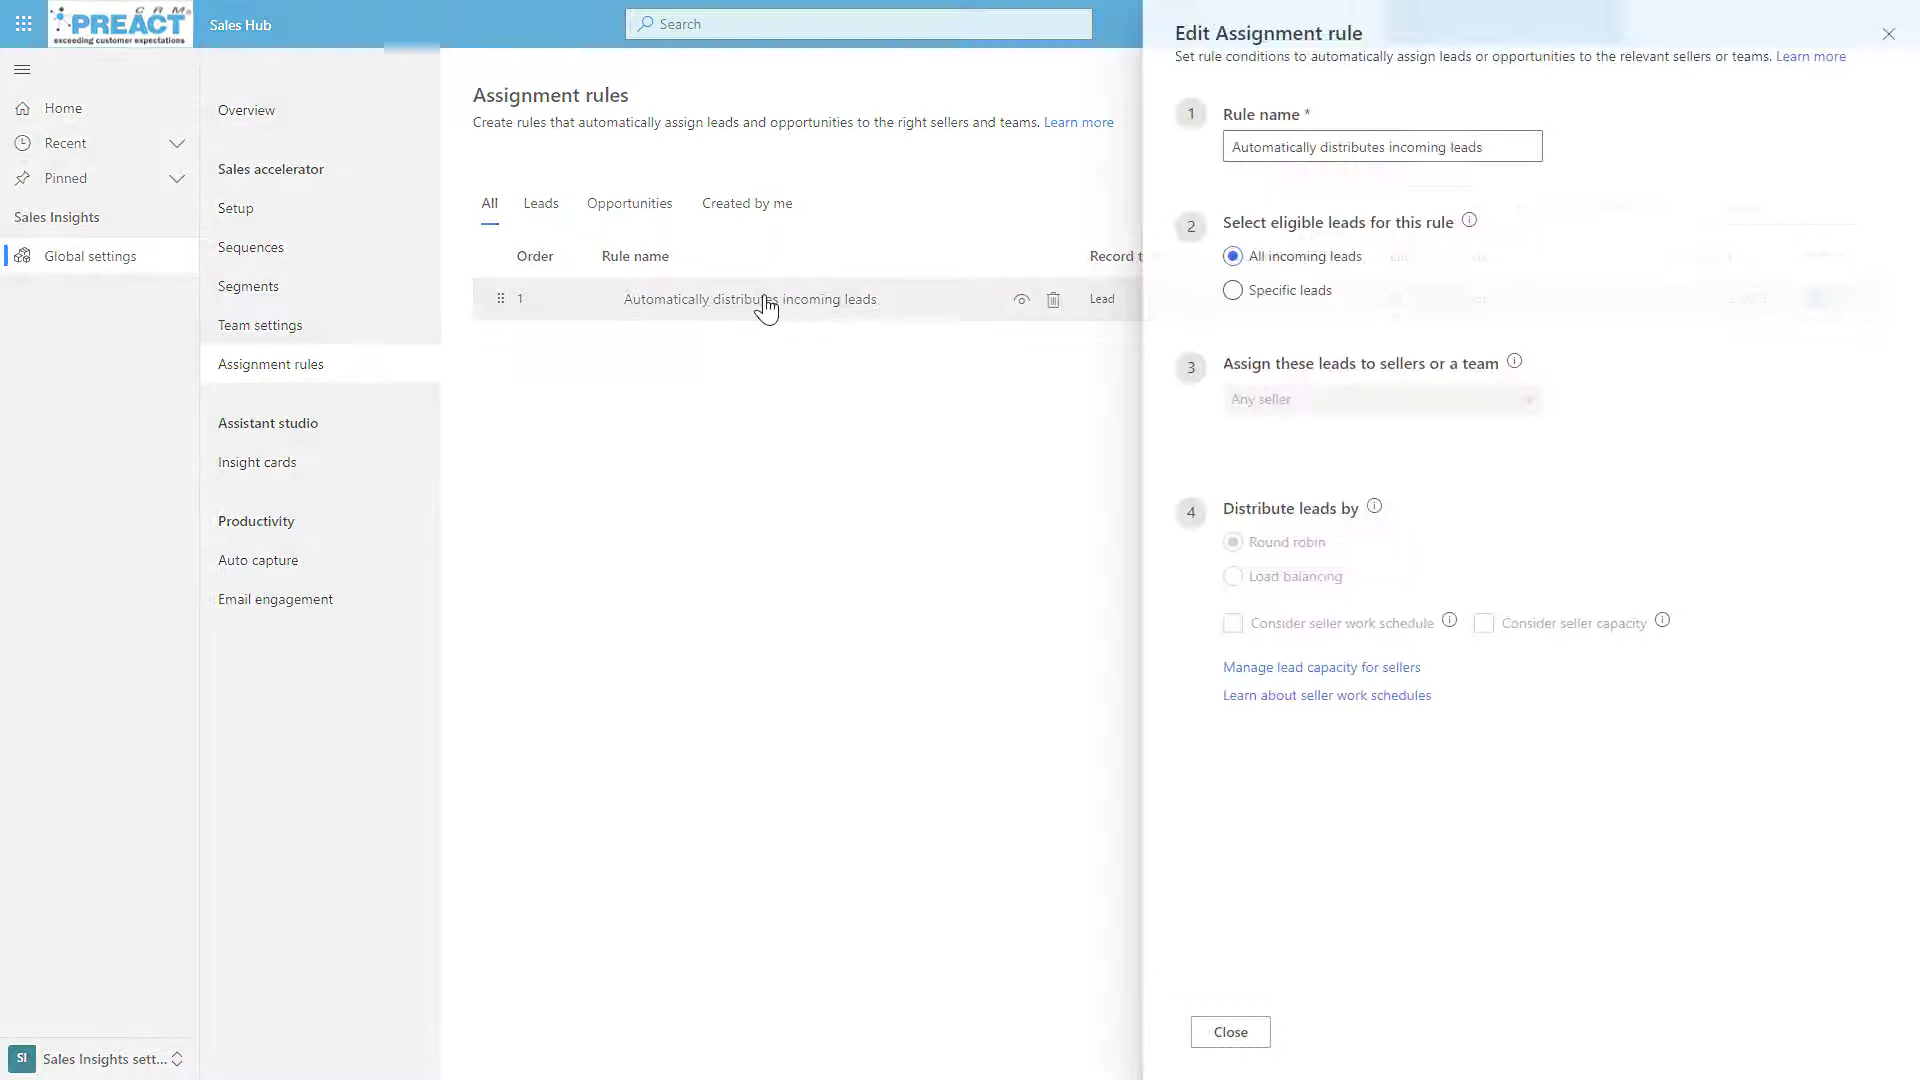 CRM
PREACT
exceeding customer expectations
Sales Hub
Search
Home
Recent
Pinned
Sales Insights
Global settings
SI
Sales Insights sett...
Overview
Sales accelerator
Setup
Sequences
Segments
Team settings
Assignment rules
Assistant studio
Insight cards
Productivity
Auto capture
Email engagement
Assignment rules
Create rules that automatically assign leads and opportunities to the right sellers and teams. Learn more
All Leads Opportunities Created by me
Order Rule name Record t
1 Automatically distributes incoming leads Lead
Edit Assignment rule
Set rule conditions to automatically assign leads or opportunities to the relevant sellers or teams. Learn more
1 Rule name *
Automatically distributes incoming leads
2 Select eligible leads for this rule
All incoming leads
Specific leads
3 Assign these leads to sellers or a team
Any seller
4 Distribute leads by
Round robin
Load balancing
Consider seller work schedule Consider seller capacity
Manage lead capacity for sellers
Learn about seller work schedules
Close